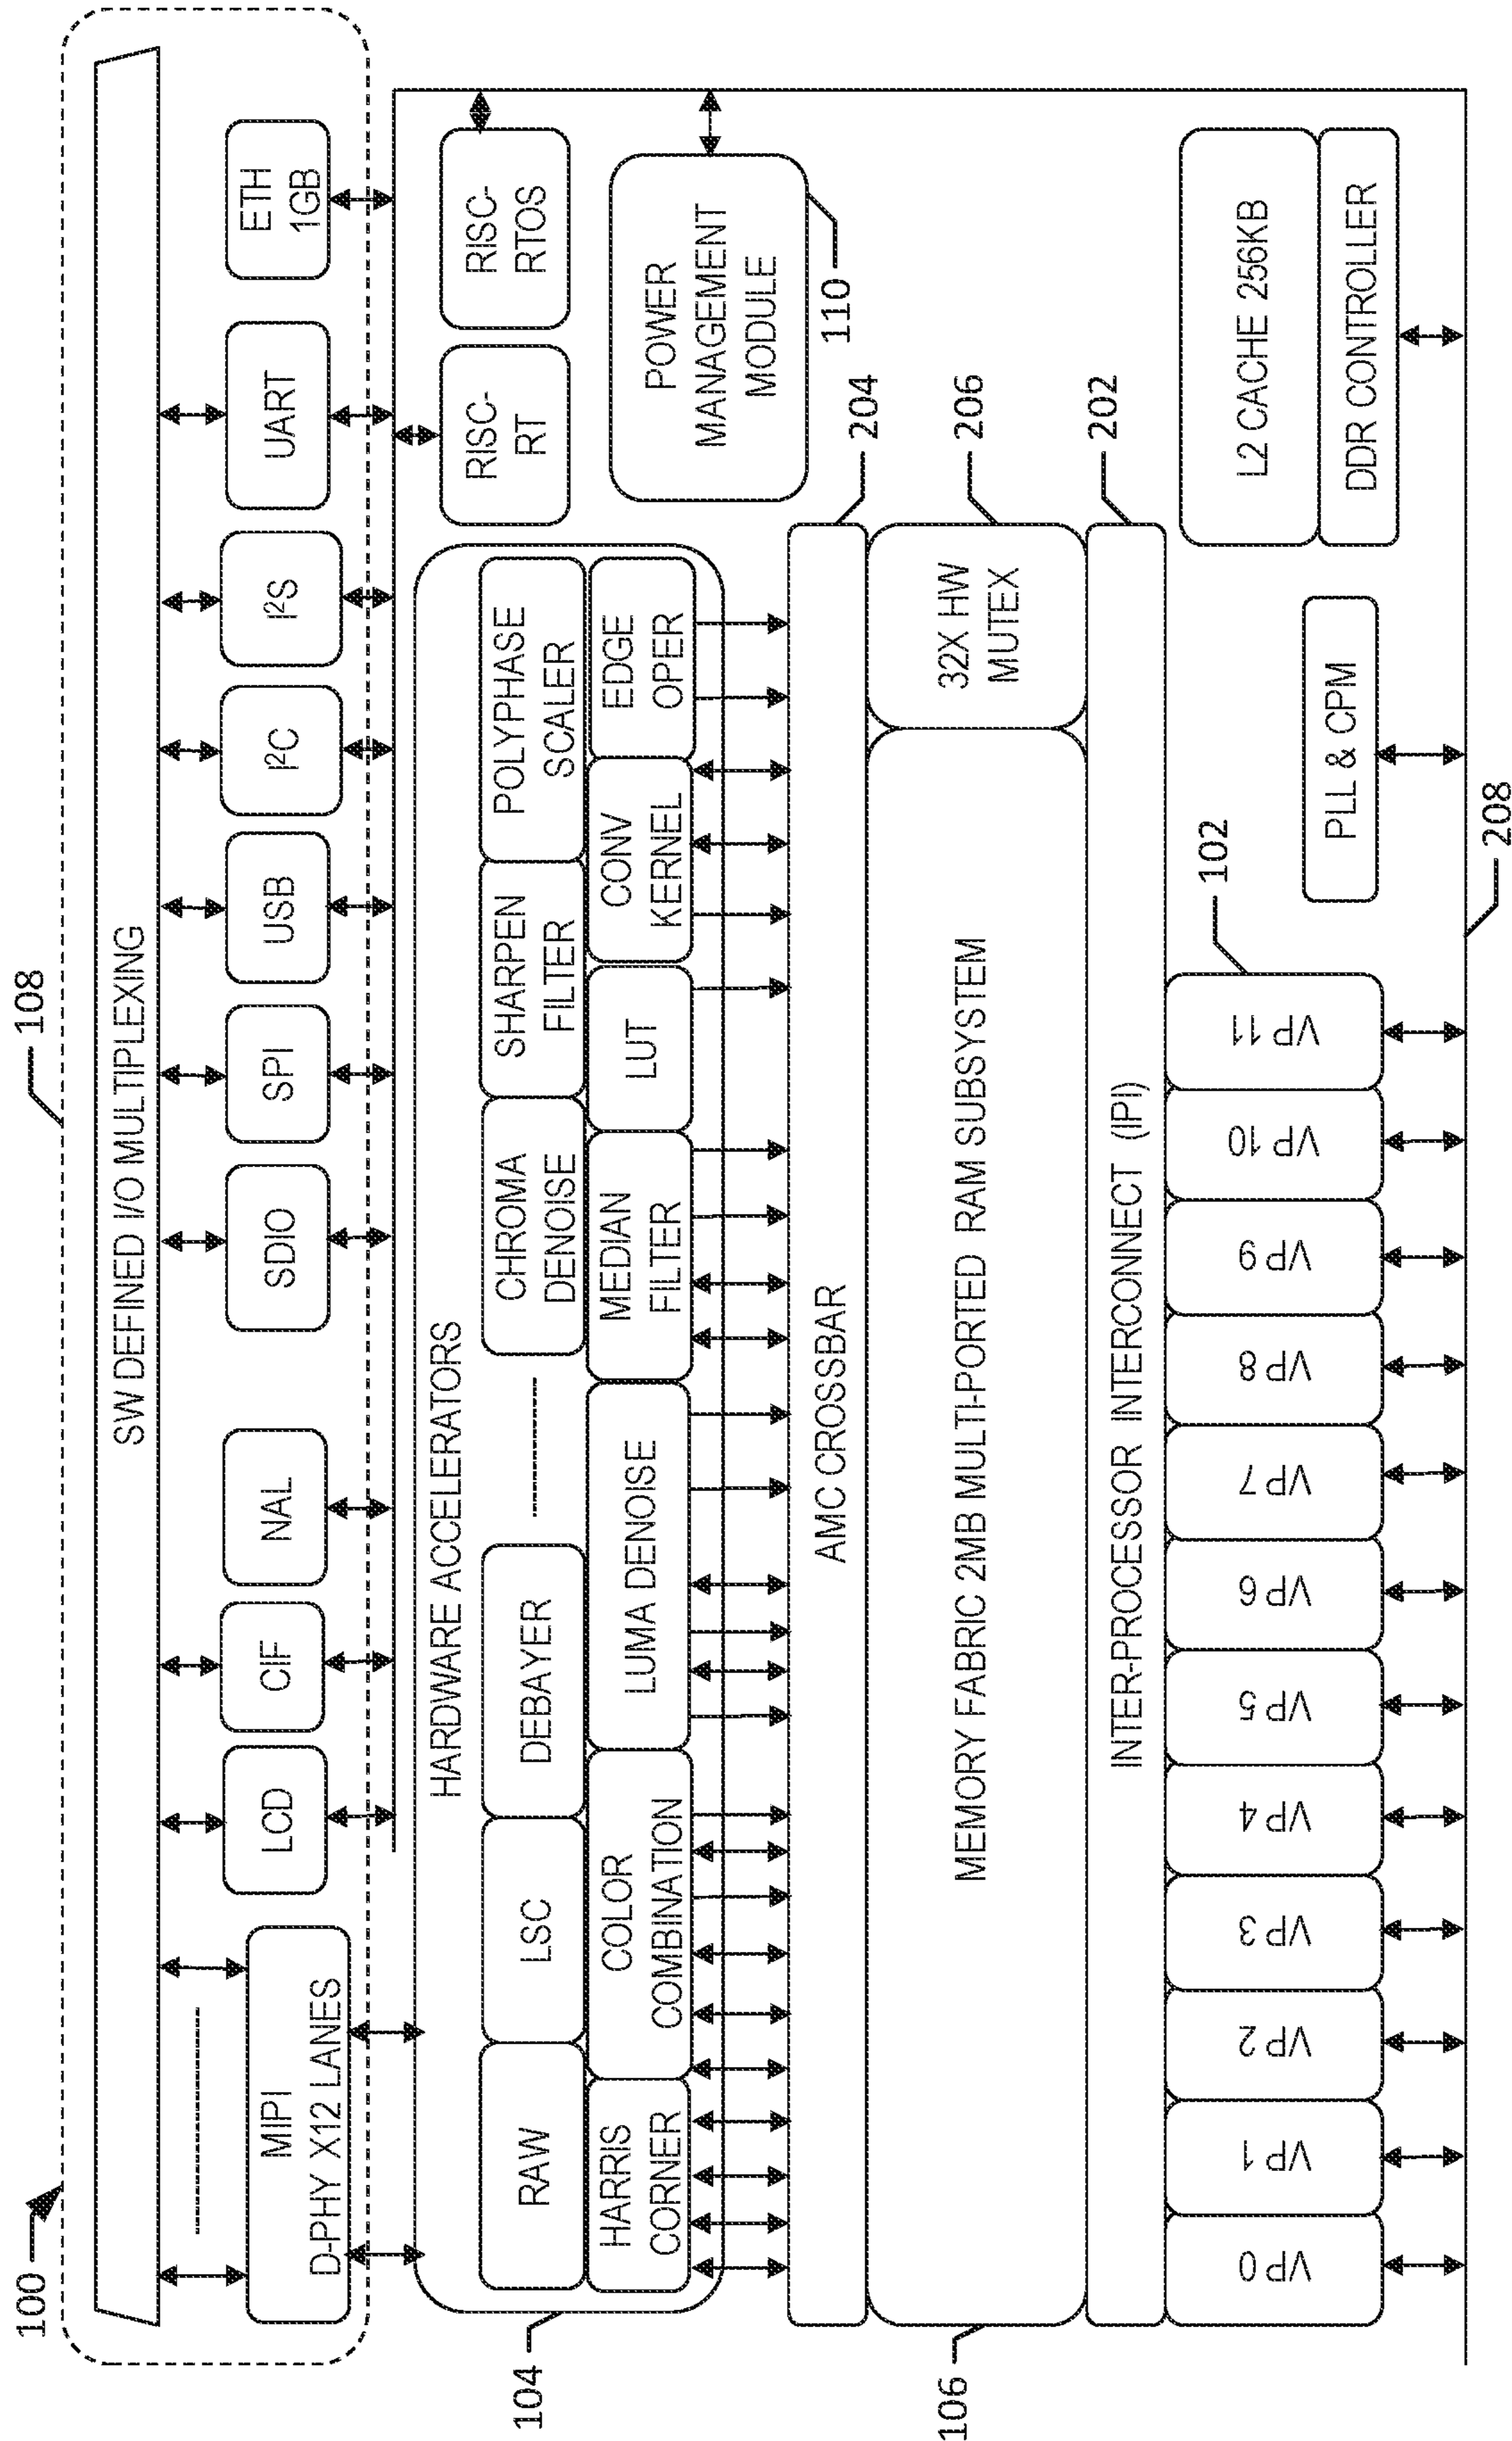 100
108
SW DEFINED I/O MULTIPLEXING
MIPI
D-PHY X12 LANES
LCD
CIF
NAL
SDIO
SPI
USB
I²C
I²S
UART
ETH
1GB
HARDWARE ACCELERATORS
RAW
LSC
DEBAYER
CHROMA
DENOISE
SHARPEN
FILTER
POLYPHASE
SCALER
HARRIS
CORNER
COLOR
COMBINATION
LUMA DENOISE
MEDIAN
FILTER
LUT
CONV
KERNEL
EDGE
OPER
104
RISC-
RT
RISC-
RTOS
POWER
MANAGEMENT
MODULE
110
AMC CROSSBAR
204
MEMORY FABRIC 2MB MULTI-PORTED RAM SUBSYSTEM
32X HW
MUTEX
206
106
INTER-PROCESSOR INTERCONNECT (IPI)
202
VP 0
VP 1
VP 2
VP 3
VP 4
VP 5
VP 6
VP 7
VP 8
VP 9
VP 10
VP 11
102
PLL & CPM
L2 CACHE 256KB
DDR CONTROLLER
208